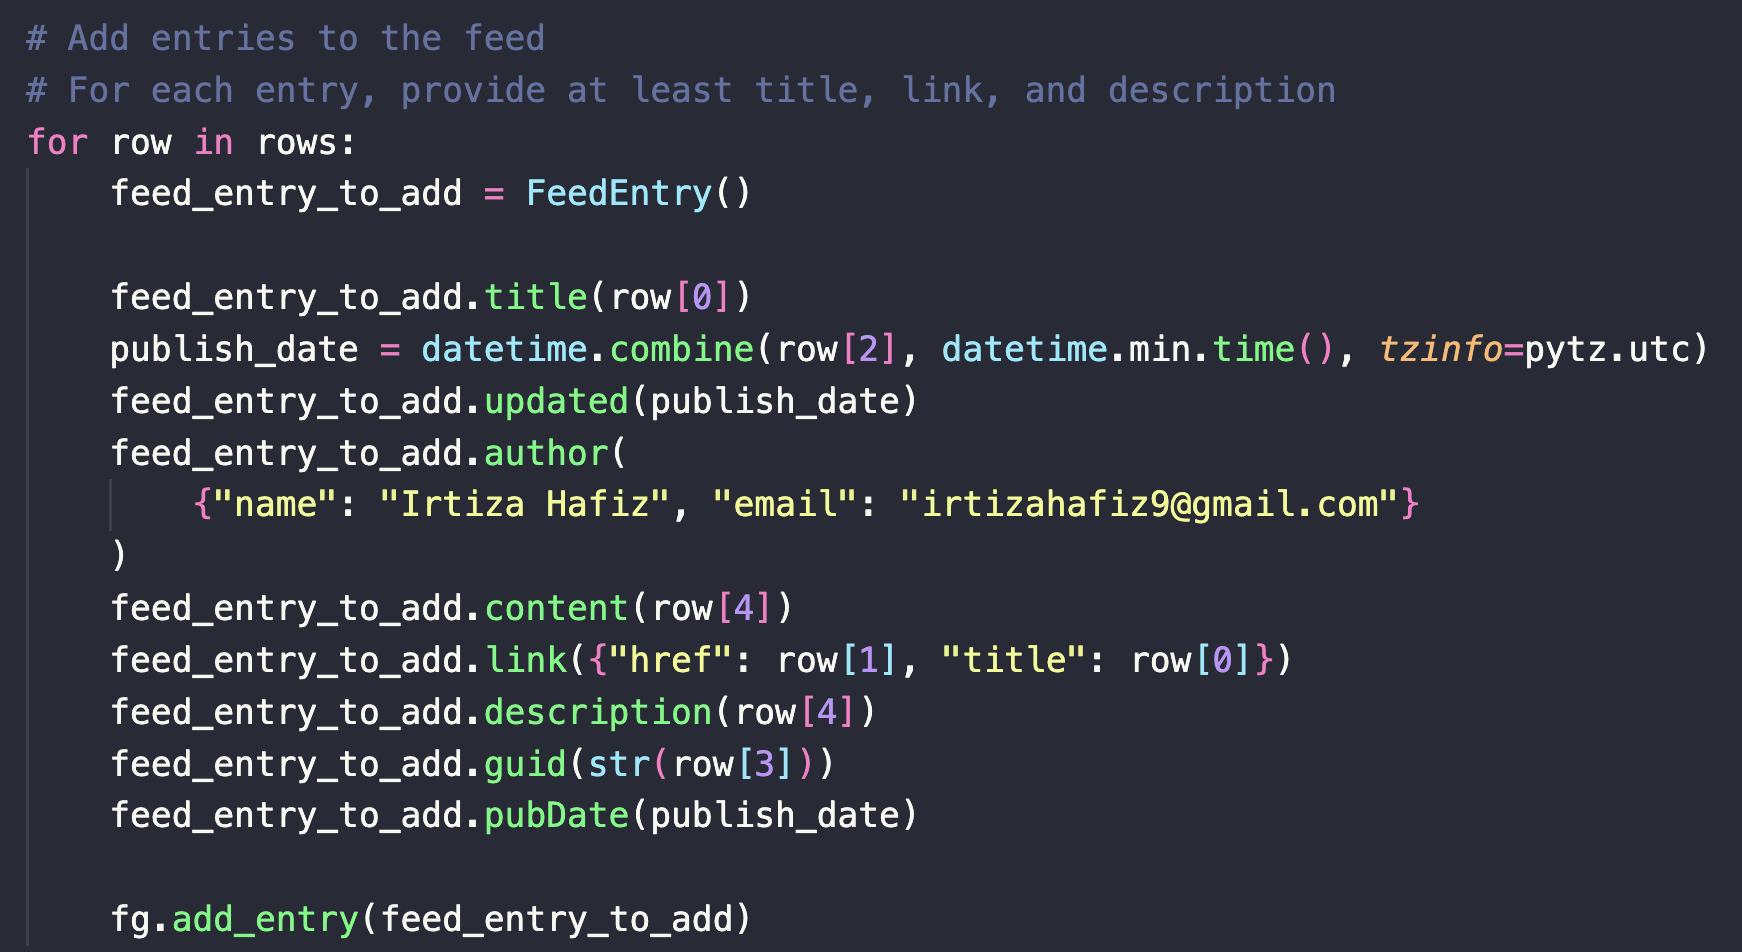 # Add entries to the feed
# For each entry, provide at least title, link, and description
for row in rows:
    feed_entry_to_add = FeedEntry()

    feed_entry_to_add.title(row[0])
    publish_date = datetime.combine(row[2], datetime.min.time(), tzinfo=pytz.utc)
    feed_entry_to_add.updated(publish_date)
    feed_entry_to_add.author(
        {"name": "Irtiza Hafiz", "email": "irtizahafiz9@gmail.com"}
    )
    feed_entry_to_add.content(row[4])
    feed_entry_to_add.link({"href": row[1], "title": row[0]})
    feed_entry_to_add.description(row[4])
    feed_entry_to_add.guid(str(row[3]))
    feed_entry_to_add.pubDate(publish_date)

    fg.add_entry(feed_entry_to_add)